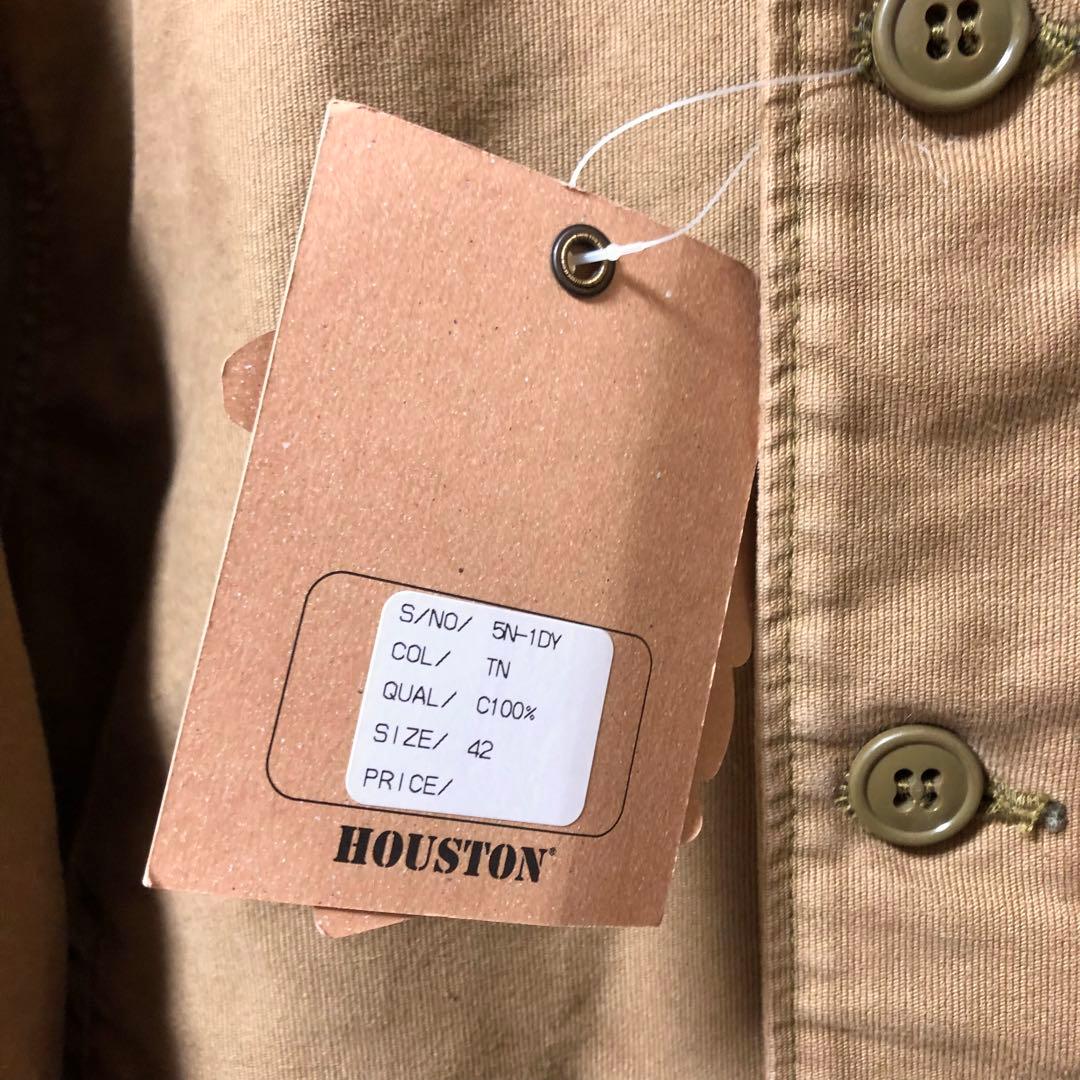 S/NO/ 5N-1DY
COL/ TN
QUAL/ C100%
SIZE/ 42
PRICE/
HOUSTON®